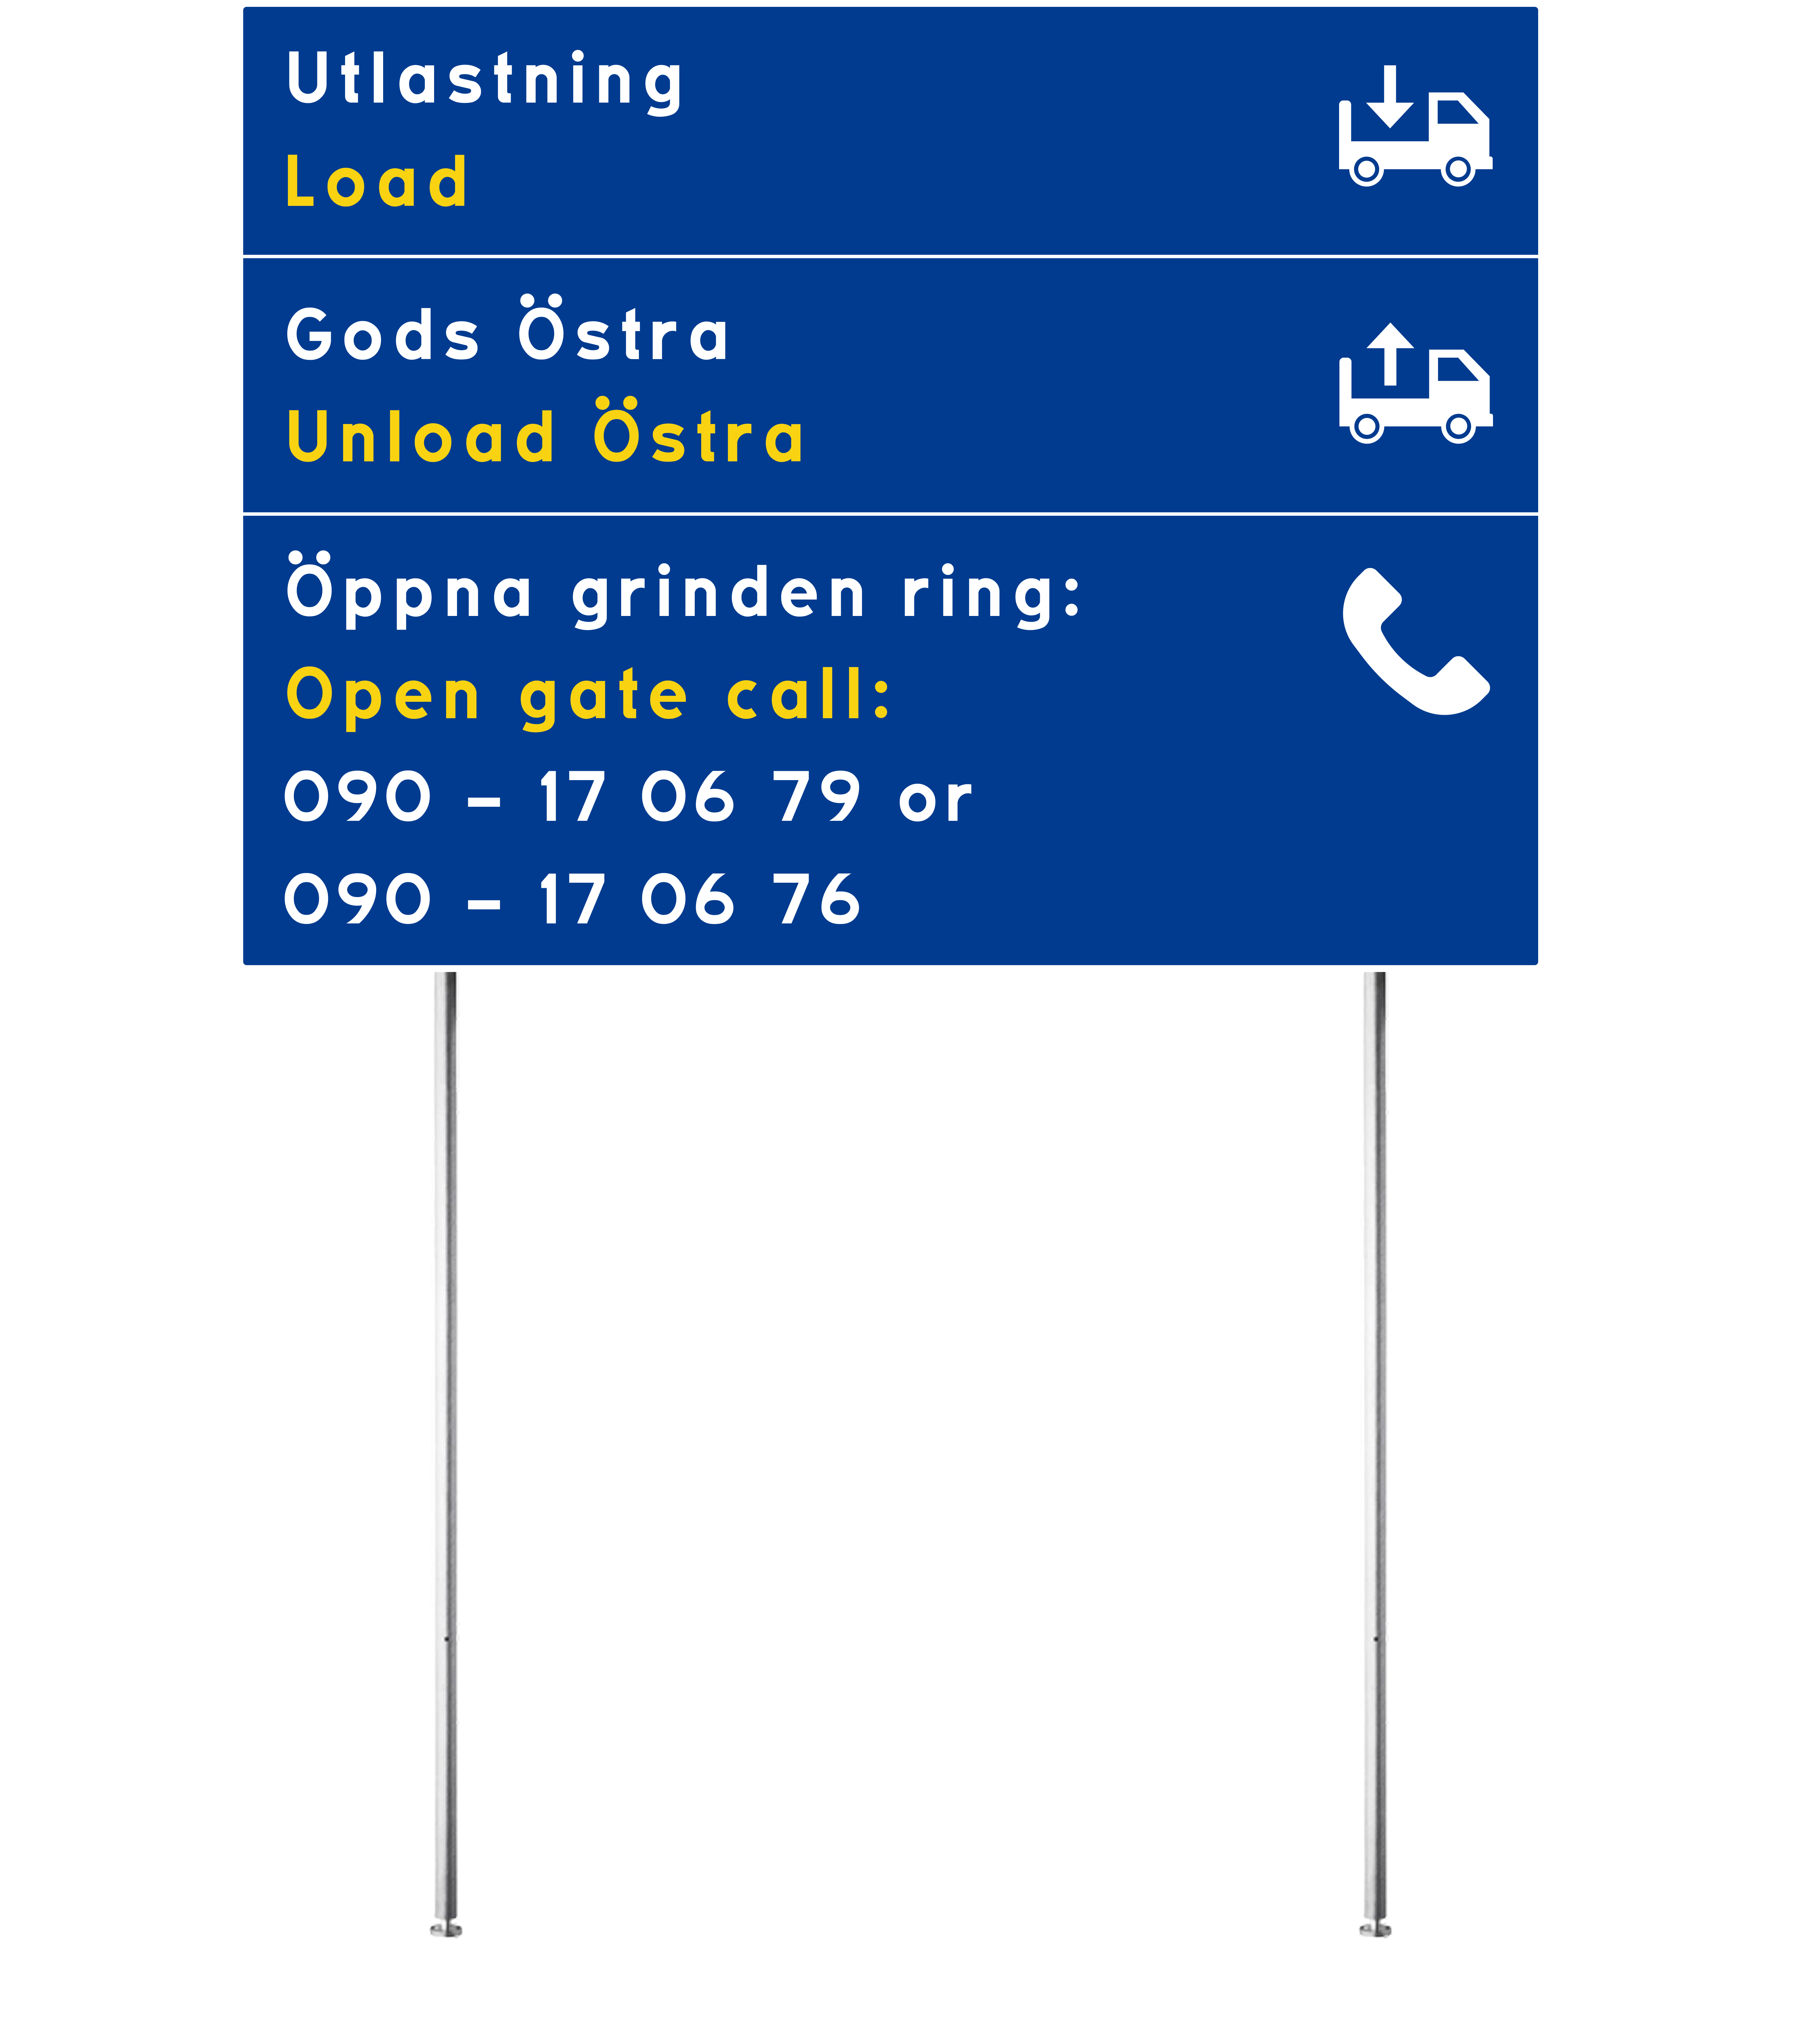 Utlastning
Load
Gods Östra
Unload Östra
Öppna grinden ring:
Open gate call:
090 – 17 06 79 or
090 – 17 06 76